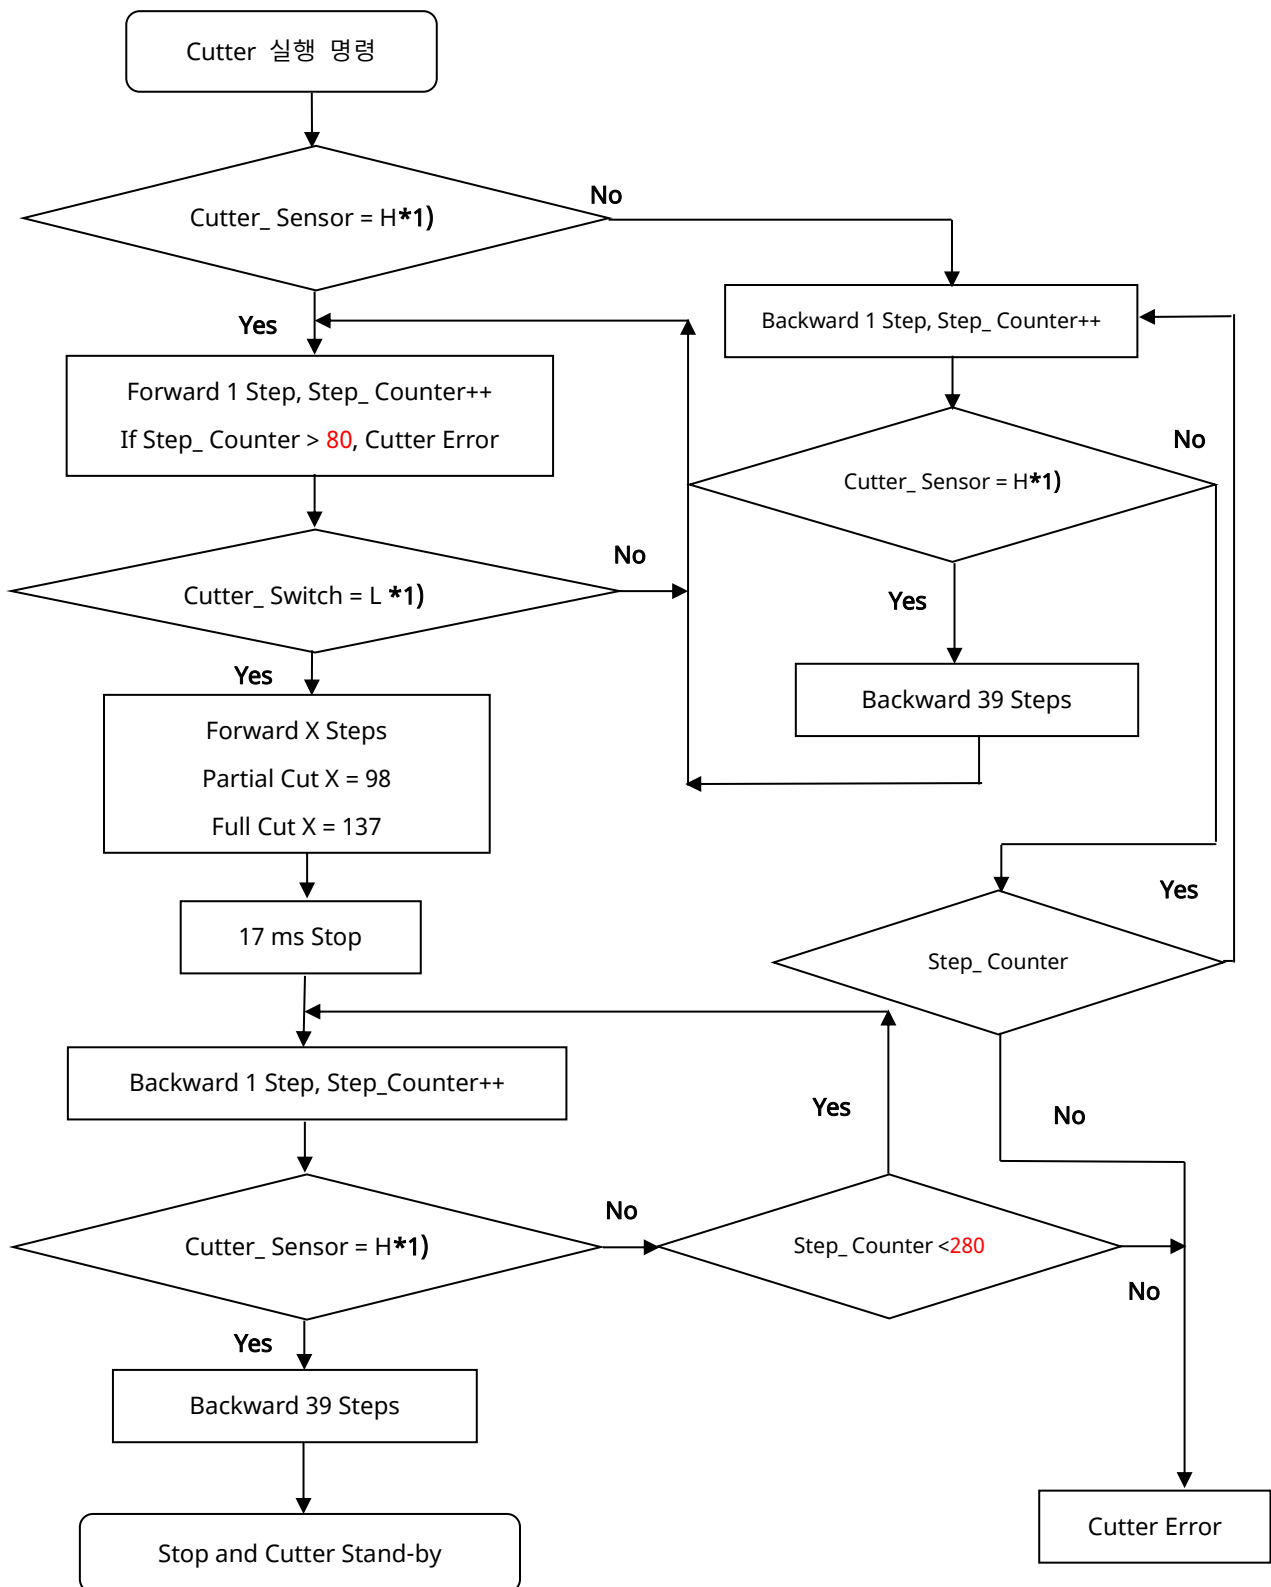 Cutter 실행 명령
Cutter_ Sensor = H*1)
No
Yes
Backward 1 Step, Step_ Counter++
Forward 1 Step, Step_ Counter++
If Step_ Counter > 80, Cutter Error
Cutter_ Sensor = H*1)
No
Cutter_ Switch = L *1)
No
Yes
Yes
Backward 39 Steps
Forward X Steps
Partial Cut X = 98
Full Cut X = 137
17 ms Stop
Yes
Step_ Counter
Backward 1 Step, Step_Counter++
Yes
No
Cutter_ Sensor = H*1)
No
Step_ Counter <280
No
Yes
Backward 39 Steps
Stop and Cutter Stand-by
Cutter Error